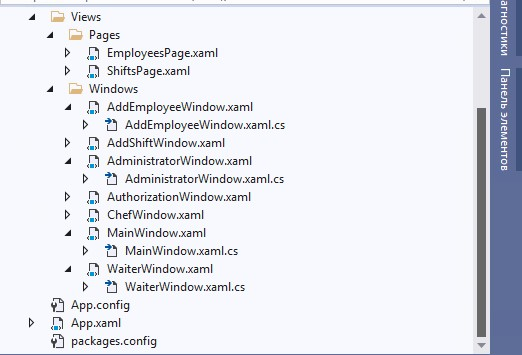 Views
Pages
EmployeesPage.xaml
ShiftsPage.xaml
Windows
AddEmployeeWindow.xaml
AddEmployeeWindow.xaml.cs
AddShiftWindow.xaml
AdministratorWindow.xaml
AdministratorWindow.xaml.cs
AuthorizationWindow.xaml
ChefWindow.xaml
MainWindow.xaml
MainWindow.xaml.cs
WaiterWindow.xaml
WaiterWindow.xaml.cs
App.config
App.xaml
packages.config
Панель элементов